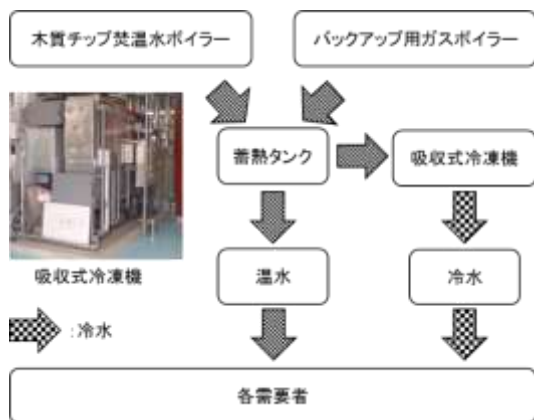 木質チップ焚温水ボイラー
バックアップ用ガスボイラー
蓄熱タンク
吸収式冷凍機
吸収式冷凍機
温水
冷水
:冷水
各需要者